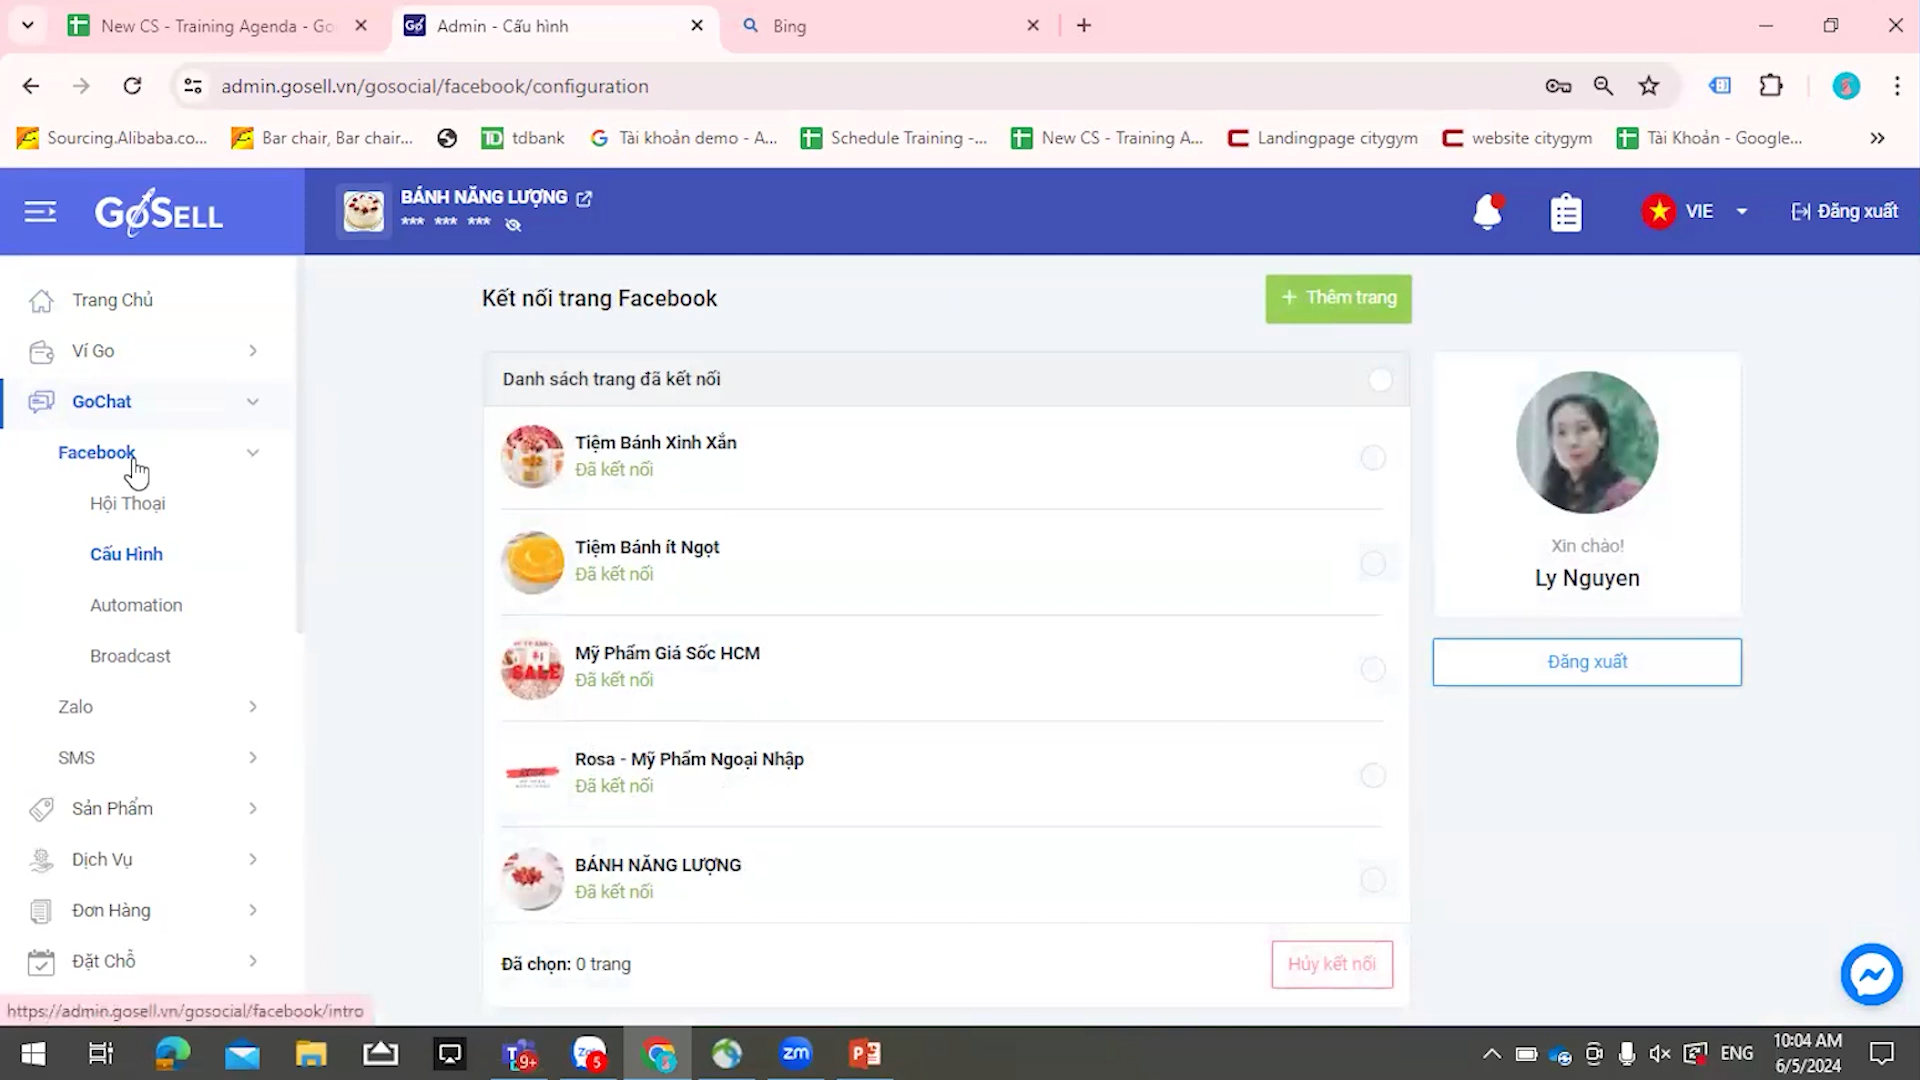 New CS - Training Agenda - Go
Admin - Cấu hình
Bing
admin.gosell.vn/gosocial/facebook/configuration
Sourcing.Alibaba.co...
Bar chair, Bar chair...
tdbank
Tài khoản demo - A...
Schedule Training -...
New CS - Training A...
Landingpage citygym
website citygym
Tài Khoản - Google...
GOSELL
BÁNH NĂNG LƯỢNG
*** *** ***
VIE
Đăng xuất
Trang Chủ
Ví Go
GoChat
Facebook
Hội Thoại
Cấu Hình
Automation
Broadcast
Zalo
SMS
Sản Phẩm
Dịch Vụ
Đơn Hàng
Đặt Chỗ
https://admin.gosell.vn/gosocial/facebook/intro
Kết nối trang Facebook
+ Thêm trang
Danh sách trang đã kết nối
Tiệm Bánh Xinh Xắn
Đã kết nối
Tiệm Bánh ít Ngọt
Đã kết nối
SALE
Mỹ Phẩm Giá Sốc HCM
Đã kết nối
Rosa - Mỹ Phẩm Ngoại Nhập
Đã kết nối
BÁNH NĂNG LƯỢNG
Đã kết nối
Đã chọn: 0 trang
Hủy kết nối
Xin chào!
Ly Nguyen
Đăng xuất
9+
5
zm
ENG
10:04 AM
6/5/2024